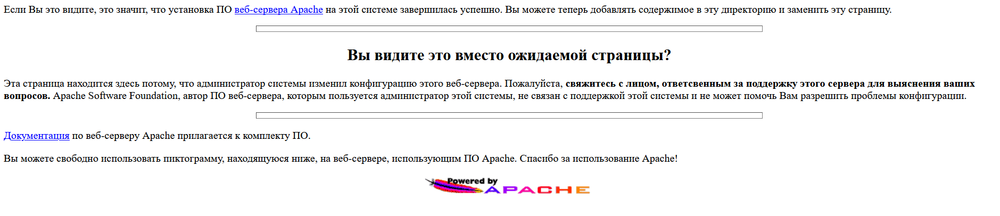 Если Вы это видите, это значит, что установка ПО веб-сервера Apache на этой системе завершилась успешно. Вы можете теперь добавлять содержимое в эту директорию и заменить эту страницу.
Вы видите это вместо ожидаемой страницы?
Эта страница находится здесь потому, что администратор системы изменил конфигурацию этого веб-сервера. Пожалуйста, свяжитесь с лицом, ответсвенным за поддержку этого сервера для выяснения ваших
вопросов. Apache Software Foundation, автор ПО веб-сервера, которым пользуется администратор этой системы, не связан с поддержкой этой системы и не может помочь Вам разрешить проблемы конфигурации.
Документация по веб-серверу Apache прилагается к комплекту ПО.
Вы можете свободно использовать пиктограмму, находящуюся ниже, на веб-сервере, использующим ПО Apache. Спасибо за использование Apache!
Powered by
APACHE